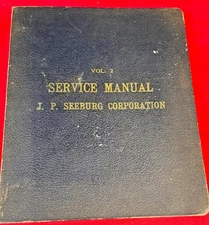 VOL. 2
SERVICE MANUAL
J. P. SEEBURG CORPORATION